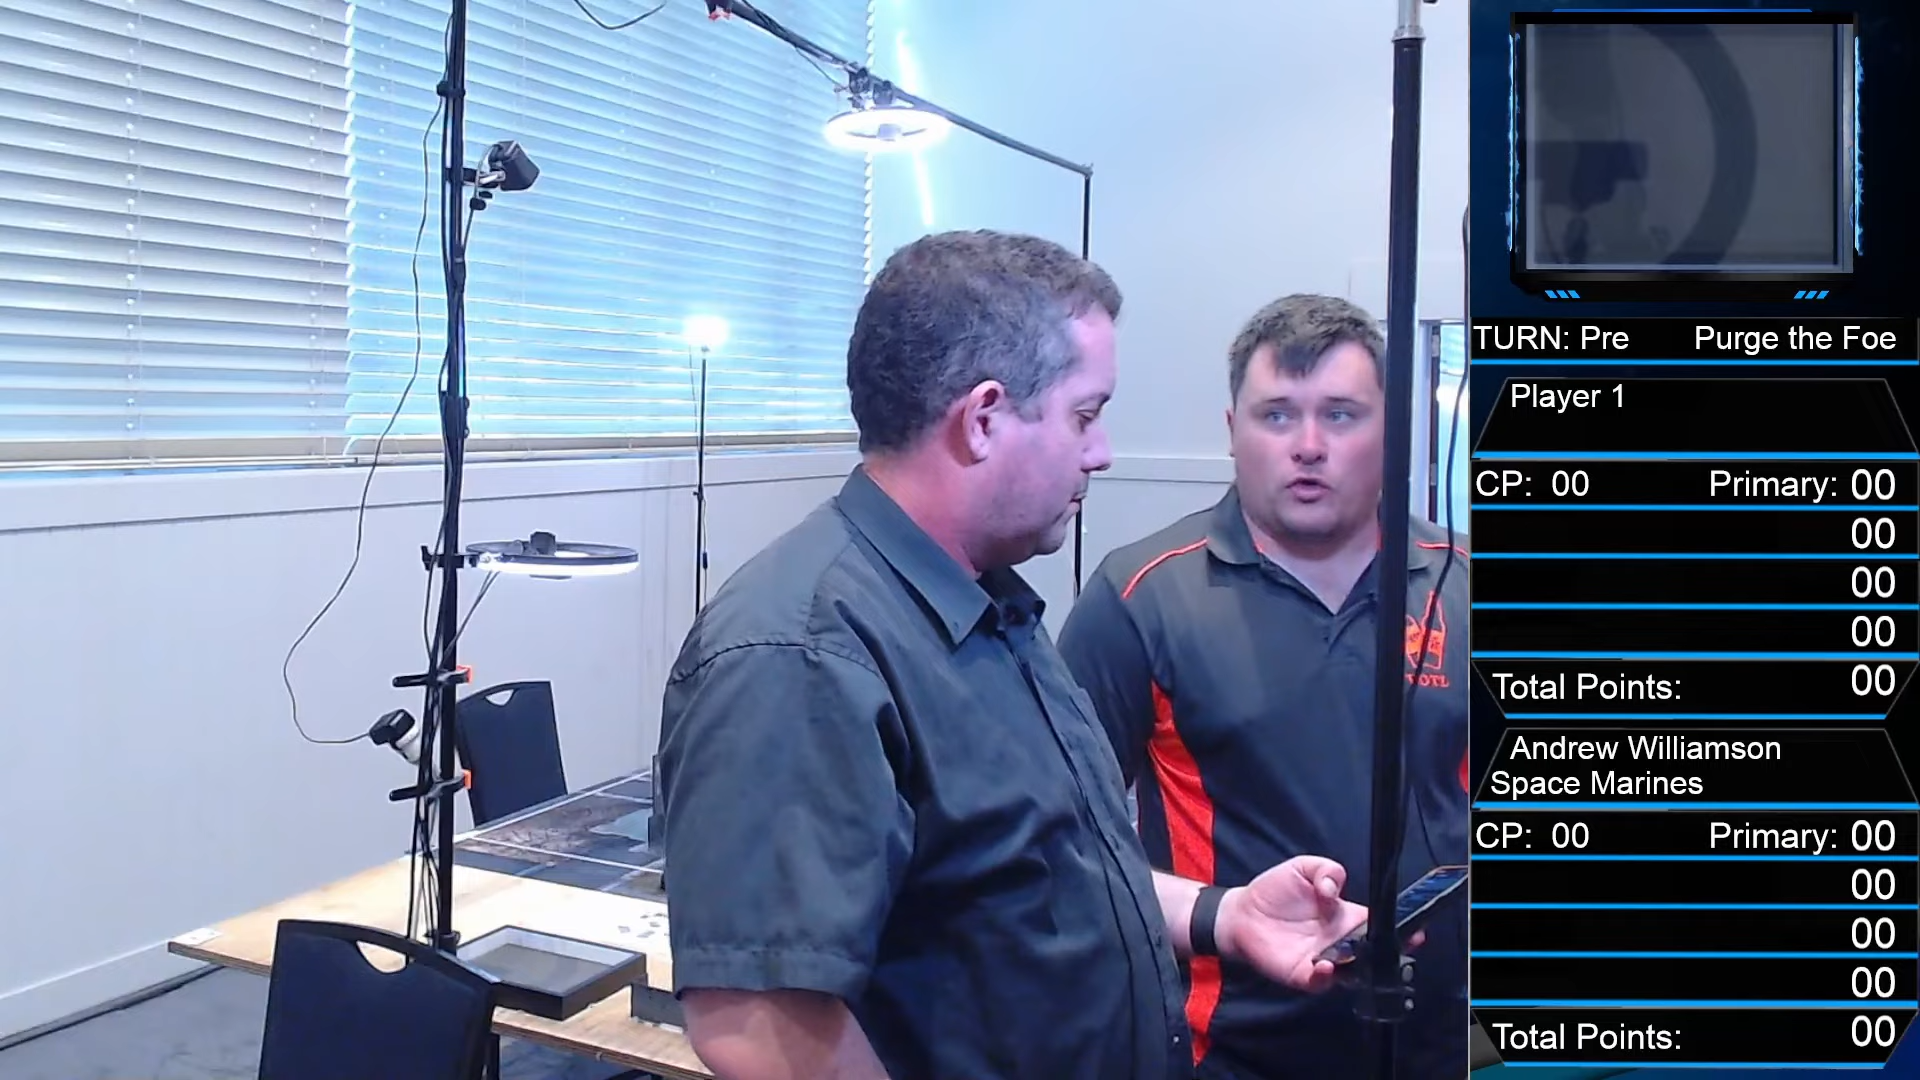 TURN: Pre Purge the Foe
Player 1
CP: 00 Primary: 00
00
00
00
Total Points: 00
Andrew Williamson
Space Marines
CP: 00 Primary: 00
00
00
00
Total Points: 00